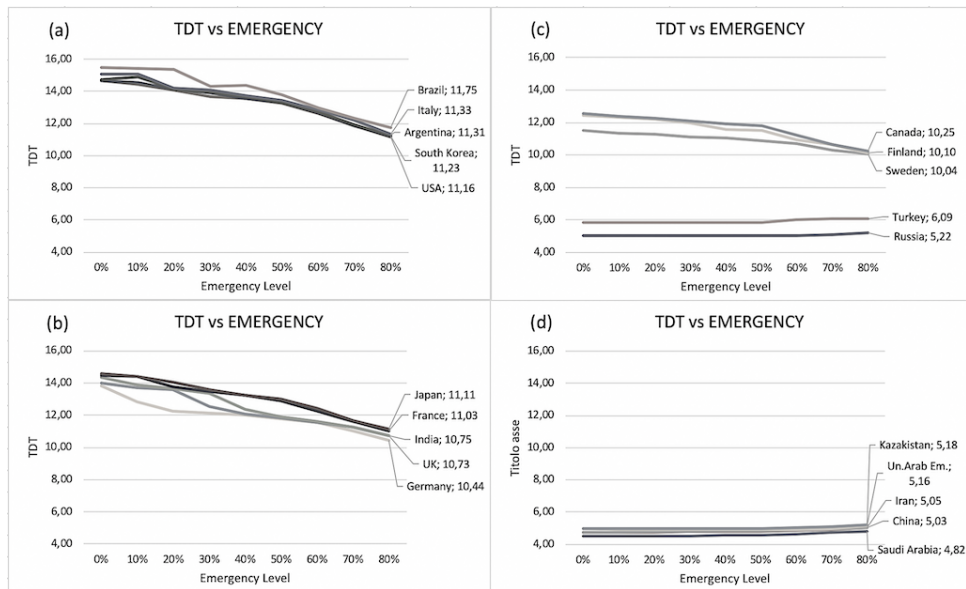 (a)
TDT vs EMERGENCY
16,00
14,00
12,00
10,00
8,00
6,00
4,00
TDT
0% 10% 20% 30% 40% 50% 60% 70% 80%
Emergency Level
Brazil; 11,75
Italy; 11,33
Argentina; 11,31
South Korea;
11,23
USA; 11,16
(c)
TDT vs EMERGENCY
16,00
14,00
12,00
10,00
8,00
6,00
4,00
TDT
0% 10% 20% 30% 40% 50% 60% 70% 80%
Emergency Level
Canada; 10,25
Finland; 10,10
Sweden; 10,04
Turkey; 6,09
Russia; 5,22
(b)
TDT vs EMERGENCY
16,00
14,00
12,00
10,00
8,00
6,00
4,00
TDT
0% 10% 20% 30% 40% 50% 60% 70% 80%
Emergency Level
Japan; 11,11
France; 11,03
India; 10,75
UK; 10,73
Germany; 10,44
(d)
TDT vs EMERGENCY
16,00
14,00
12,00
10,00
8,00
6,00
4,00
Titolo asse
0% 10% 20% 30% 40% 50% 60% 70% 80%
Emergency Level
Kazakistan; 5,18
Un.Arab Em.;
5,16
Iran; 5,05
China; 5,03
Saudi Arabia; 4,82